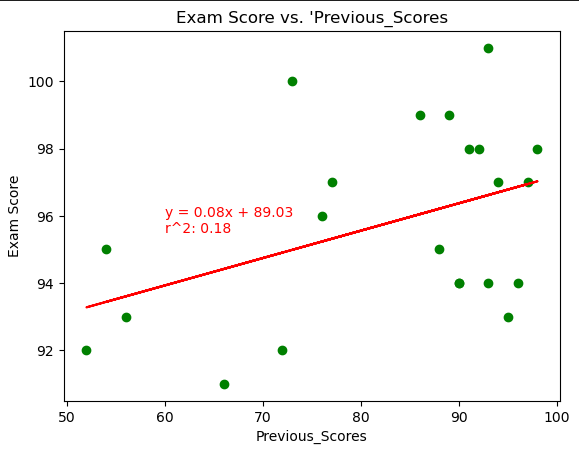 Exam Score vs. 'Previous_Scores
100
98
96
94
92
Exam Score
y = 0.08x + 89.03
r^2: 0.18
50
60
70
80
90
100
Previous_Scores